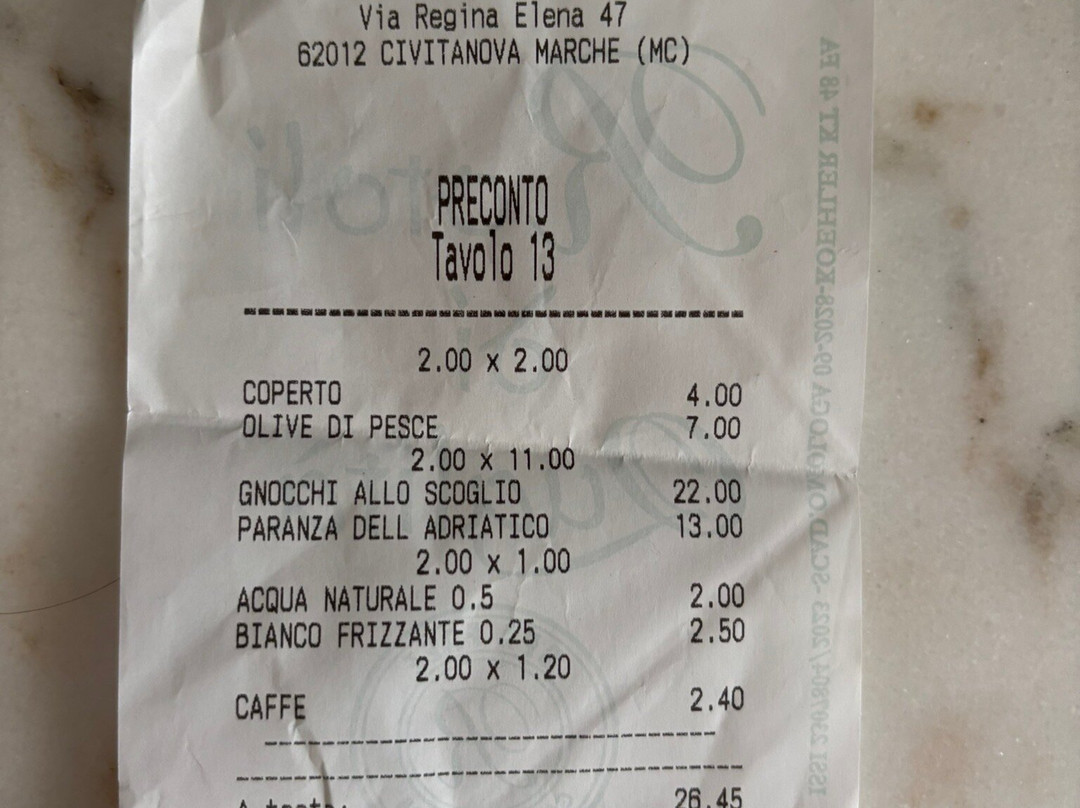 Via Regina Elena 47
62012 CIVITANOVA MARCHE (MC)
PRECONTO
Tavolo 13
2.00 x 2.00
COPERTO 4.00
OLIVE DI PESCE 7.00
2.00 x 11.00
GNOCCHI ALLO SCOGLIO 22.00
PARANZA DELL ADRIATICO 13.00
2.00 x 1.00
ACQUA NATURALE 0.5 2.00
BIANCO FRIZZANTE 0.25 2.50
2.00 x 1.20
CAFFE 2.40
A testa: 26.45